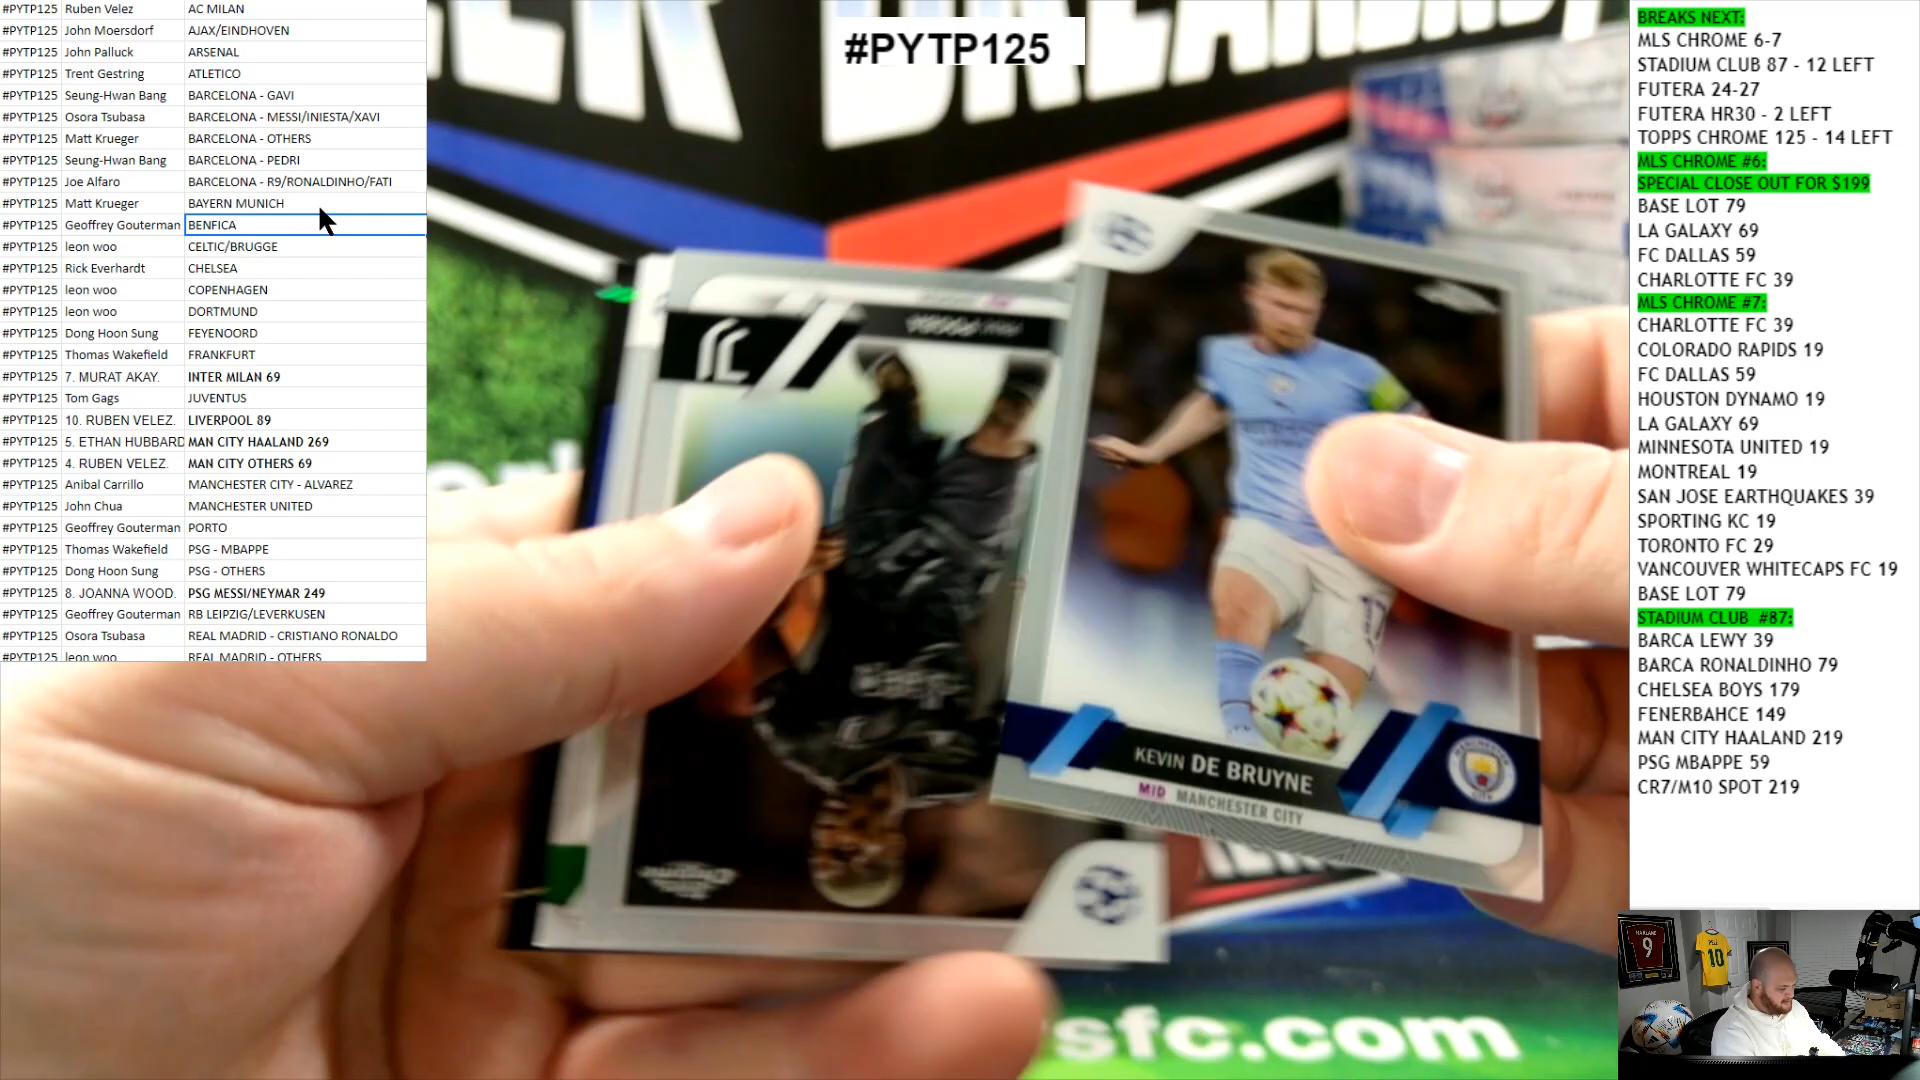 #PYTP125 Ruben Velez AC MILAN
#PYTP125 John Moersdorf AJAX/EINDHOVEN
#PYTP125 John Palluck ARSENAL
#PYTP125 Trent Gestring ATLETICO
#PYTP125 Seung-Hwan Bang BARCELONA - GAVI
#PYTP125 Osora Tsubasa BARCELONA - MESSI/INIESTA/XAVI
#PYTP125 Matt Krueger BARCELONA - OTHERS
#PYTP125 Seung-Hwan Bang BARCELONA - PEDRI
#PYTP125 Joe Alfaro BARCELONA - R9/RONALDINHO/FATI
#PYTP125 Matt Krueger BAYERN MUNICH
#PYTP125 Geoffrey Gouterman BENFICA
#PYTP125 leon woo CELTIC/BRUGGE
#PYTP125 Rick Everhardt CHELSEA
#PYTP125 leon woo COPENHAGEN
#PYTP125 leon woo DORTMUND
#PYTP125 Dong Hoon Sung FEYENOORD
#PYTP125 Thomas Wakefield FRANKFURT
#PYTP125 7. MURAT AKAY. INTER MILAN 69
#PYTP125 Tom Gags JUVENTUS
#PYTP125 10. RUBEN VELEZ. LIVERPOOL 89
#PYTP125 5. ETHAN HUBBARD MAN CITY HAALAND 269
#PYTP125 4. RUBEN VELEZ. MAN CITY OTHERS 69
#PYTP125 Anibal Carrillo MANCHESTER CITY - ALVAREZ
#PYTP125 John Chua MANCHESTER UNITED
#PYTP125 Geoffrey Gouterman PORTO
#PYTP125 Thomas Wakefield PSG - MBAPPE
#PYTP125 Dong Hoon Sung PSG - OTHERS
#PYTP125 8. JOANNA WOOD. PSG MESSI/NEYMAR 249
#PYTP125 Geoffrey Gouterman RB LEIPZIG/LEVERKUSEN
#PYTP125 Osora Tsubasa REAL MADRID - CRISTIANO RONALDO
#PYTP125 leon woo REAL MADRID - OTHERS
#PYTP125
KEVIN DE BRUYNE
MID MANCHESTER CITY
sfc.com
BREAKS NEXT:
MLS CHROME 6-7
STADIUM CLUB 87 - 12 LEFT
FUTERA 24-27
FUTERA HR30 - 2 LEFT
TOPPS CHROME 125 - 14 LEFT
MLS CHROME #6:
SPECIAL CLOSE OUT FOR $199
BASE LOT 79
LA GALAXY 69
FC DALLAS 59
CHARLOTTE FC 39
MLS CHROME #7:
CHARLOTTE FC 39
COLORADO RAPIDS 19
FC DALLAS 59
HOUSTON DYNAMO 19
LA GALAXY 69
MINNESOTA UNITED 19
MONTREAL 19
SAN JOSE EARTHQUAKES 39
SPORTING KC 19
TORONTO FC 29
VANCOUVER WHITECAPS FC 19
BASE LOT 79
STADIUM CLUB #87:
BARCA LEWY 39
BARCA RONALDINHO 79
CHELSEA BOYS 179
FENERBAHCE 149
MAN CITY HAALAND 219
PSG MBAPPE 59
CR7/M10 SPOT 219
9
10